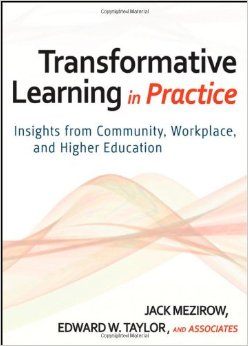 Transformative
Learning in Practice
Insights from Community, Workplace,
and Higher Education
JACK MEZIROW,
EDWARD W. TAYLOR, AND ASSOCIATES